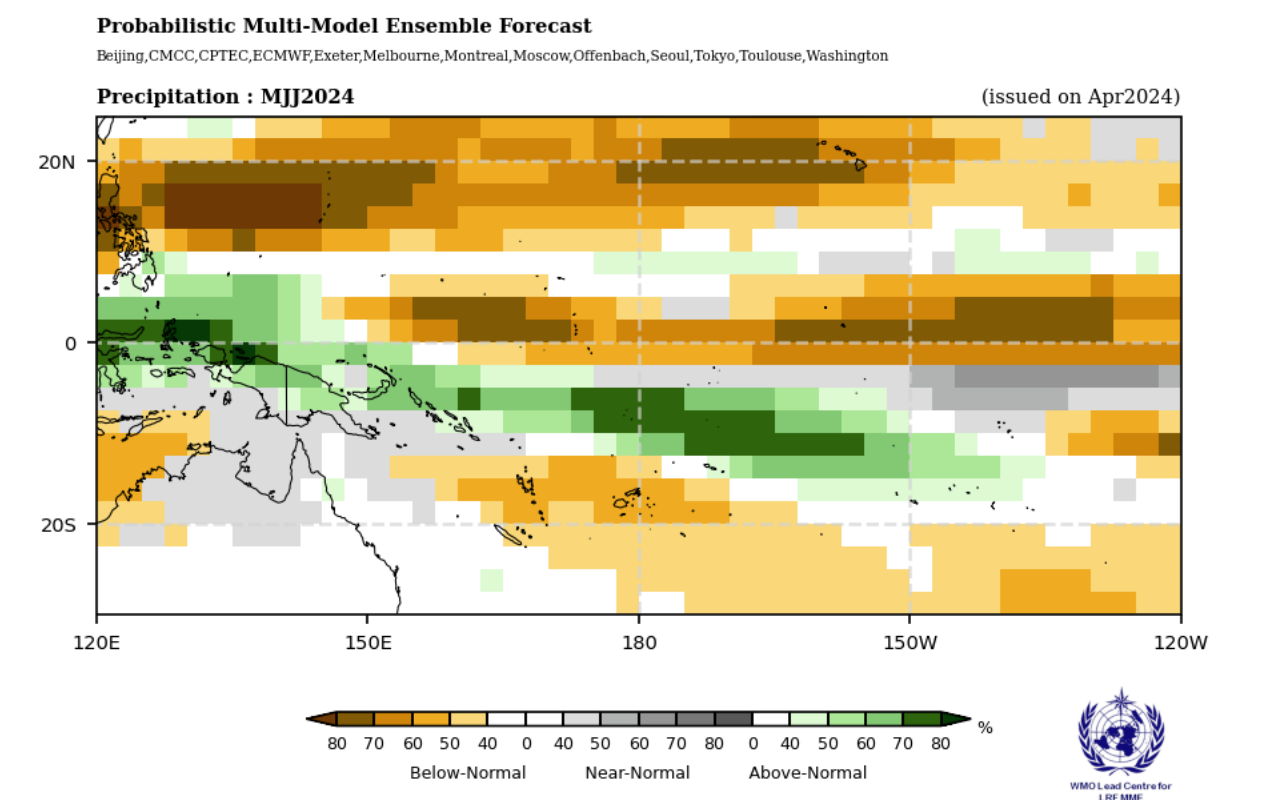 Probabilistic Multi-Model Ensemble Forecast
Beijing,CMCC,CPTEC,ECMWF,Exeter,Melbourne,Montreal,Moscow,Offenbach,Seoul,Tokyo,Toulouse,Washington
Precipitation : MJJ2024 (issued on Apr2024)
20N
0
20S
120E 150E 180 150W 120W
80 70 60 50 40 0 40 50 60 70 80 0 40 50 60 70 80 %
Below-Normal Near-Normal Above-Normal
WMO Lead Centre for
LRFMME